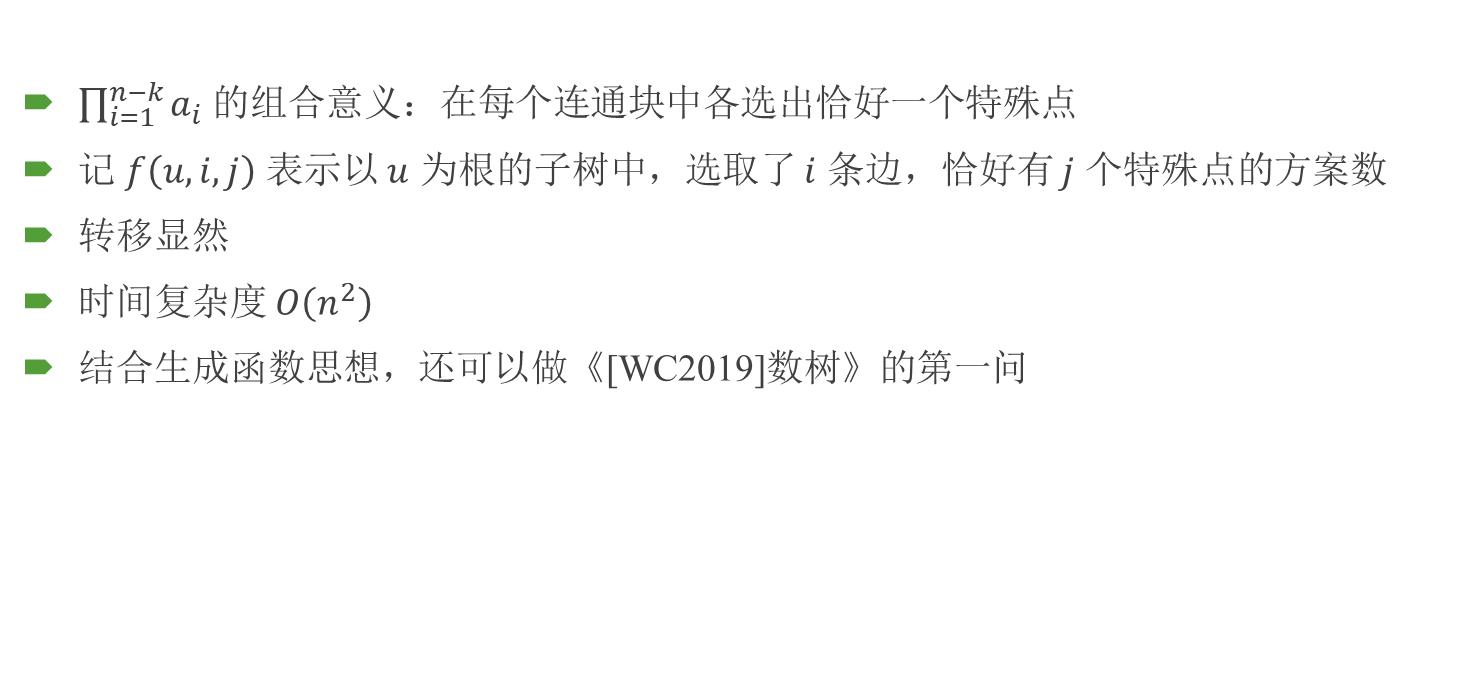 ∏_{i=1}^{n−k} a_i 的组合意义：在每个连通块中各选出恰好一个特殊点
记 f(u, i, j) 表示以 u 为根的子树中，选取了 i 条边，恰好有 j 个特殊点的方案数
转移显然
时间复杂度 O(n²)
结合生成函数思想，还可以做《[WC2019]数树》的第一问